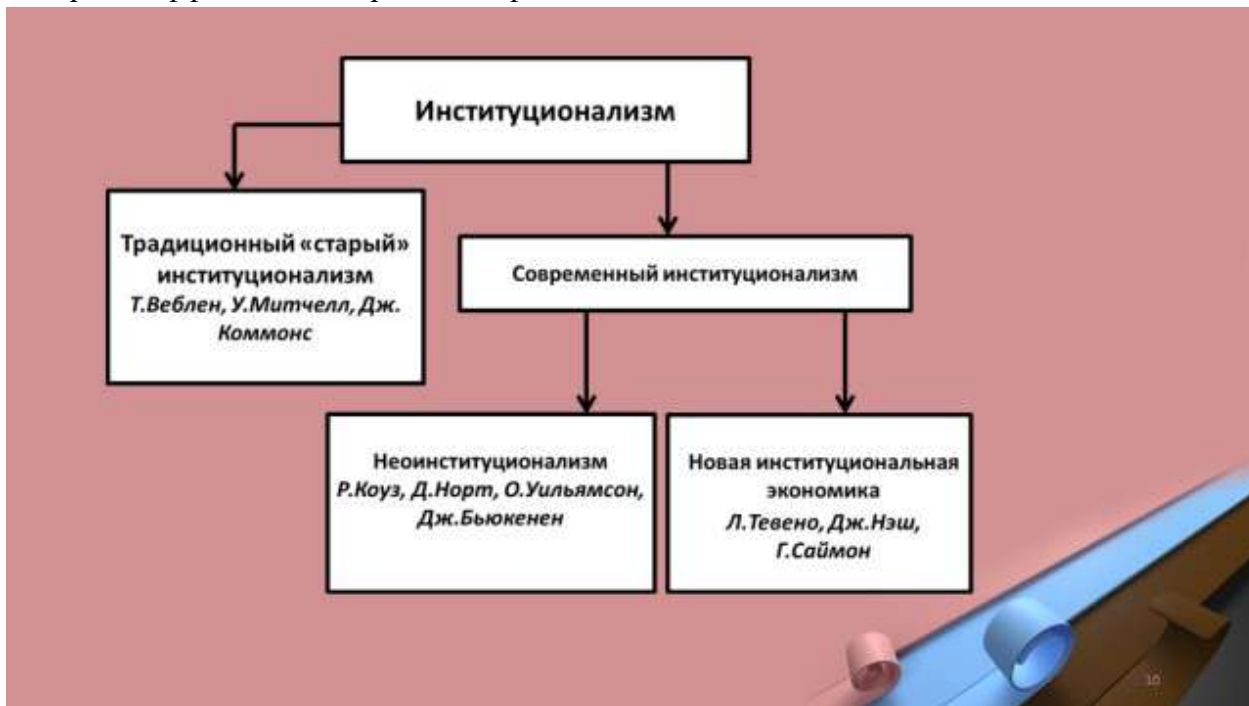 Институционализм
Традиционный «старый»
институционализм
Т.Веблен, У.Митчелл, Дж.
Коммонс
Современный институционализм
Неоинституционализм
Р.Коуз, Д.Норт, О.Уильямсон,
Дж.Бьюкенен
Новая институциональная
экономика
Л.Тевено, Дж.Нэш,
Г.Саймон
10